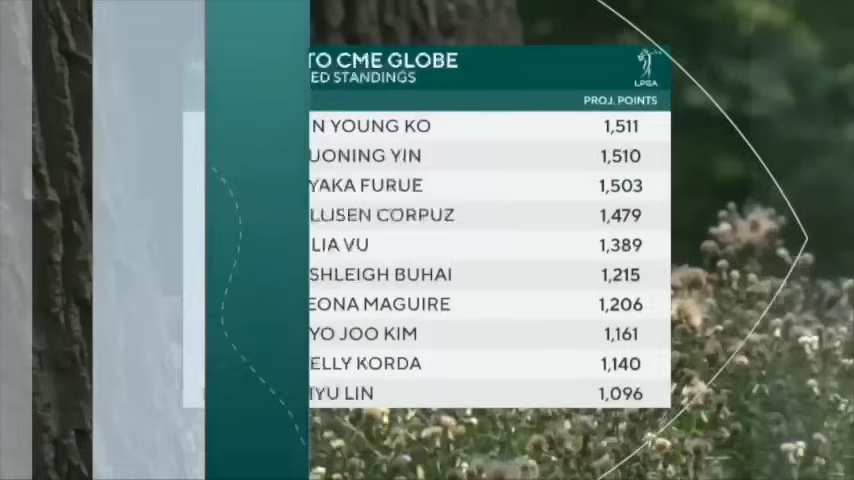 TO CME GLOBE
ED STANDINGS
LPGA
PROJ. POINTS
N YOUNG KO 1,511
UONING YIN 1,510
YAKA FURUE 1,503
LLISEN CORPUZ 1,479
LIA VU 1,389
SHLEIGH BUHAI 1,215
EONA MAGUIRE 1,206
YO JOO KIM 1,161
ELLY KORDA 1,140
IYU LIN 1,096